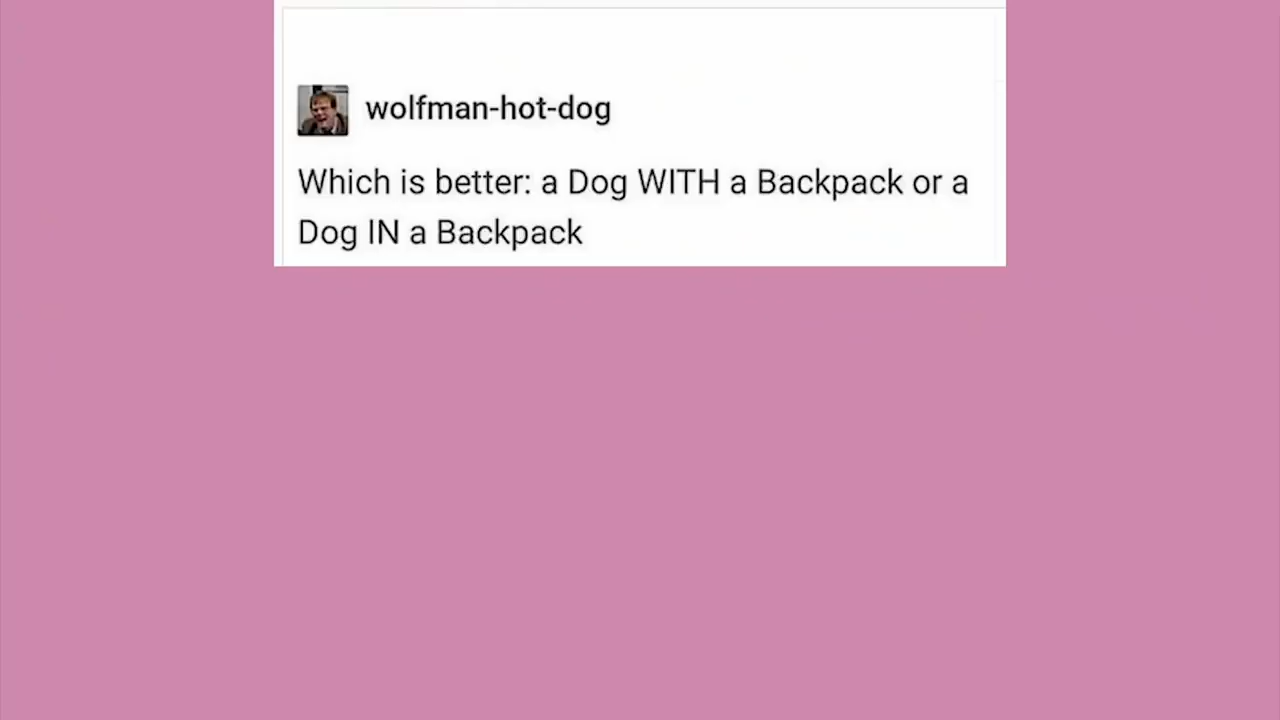 wolfman-hot-dog
Which is better: a Dog WITH a Backpack or a
Dog IN a Backpack